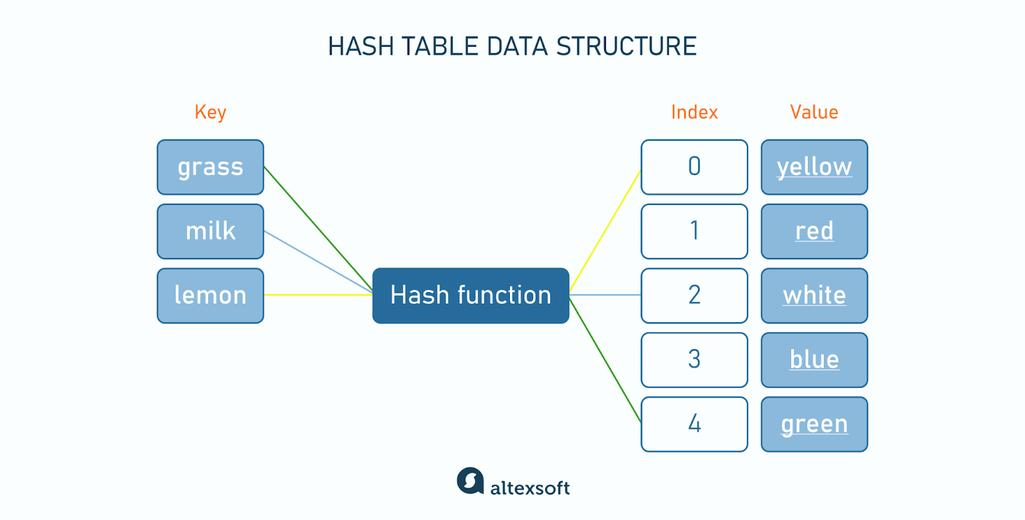 HASH TABLE DATA STRUCTURE
Key
Index
Value
grass
0
yellow
milk
1
red
lemon
Hash function
2
white
3
blue
4
green
altexsoft